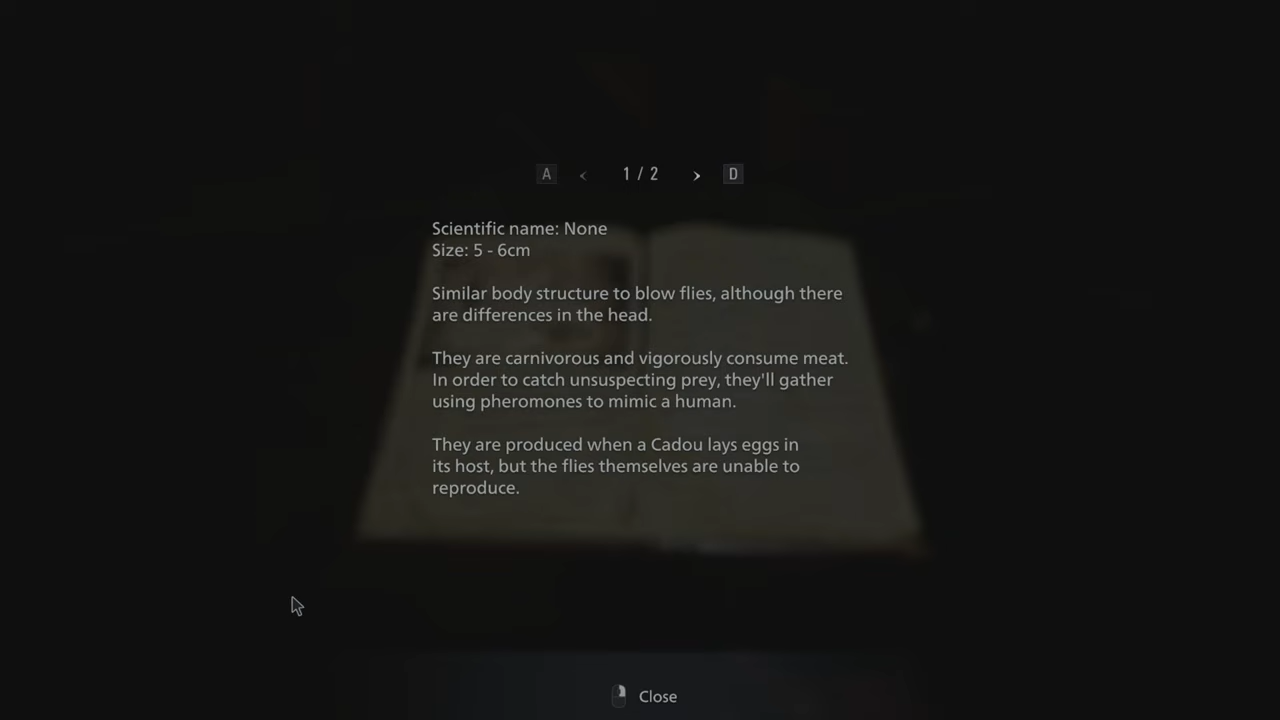 A < 1 / 2 > D
Scientific name: None
Size: 5 - 6cm
Similar body structure to blow flies, although there
are differences in the head.
They are carnivorous and vigorously consume meat.
In order to catch unsuspecting prey, they'll gather
using pheromones to mimic a human.
They are produced when a Cadou lays eggs in
its host, but the flies themselves are unable to
reproduce.
Close